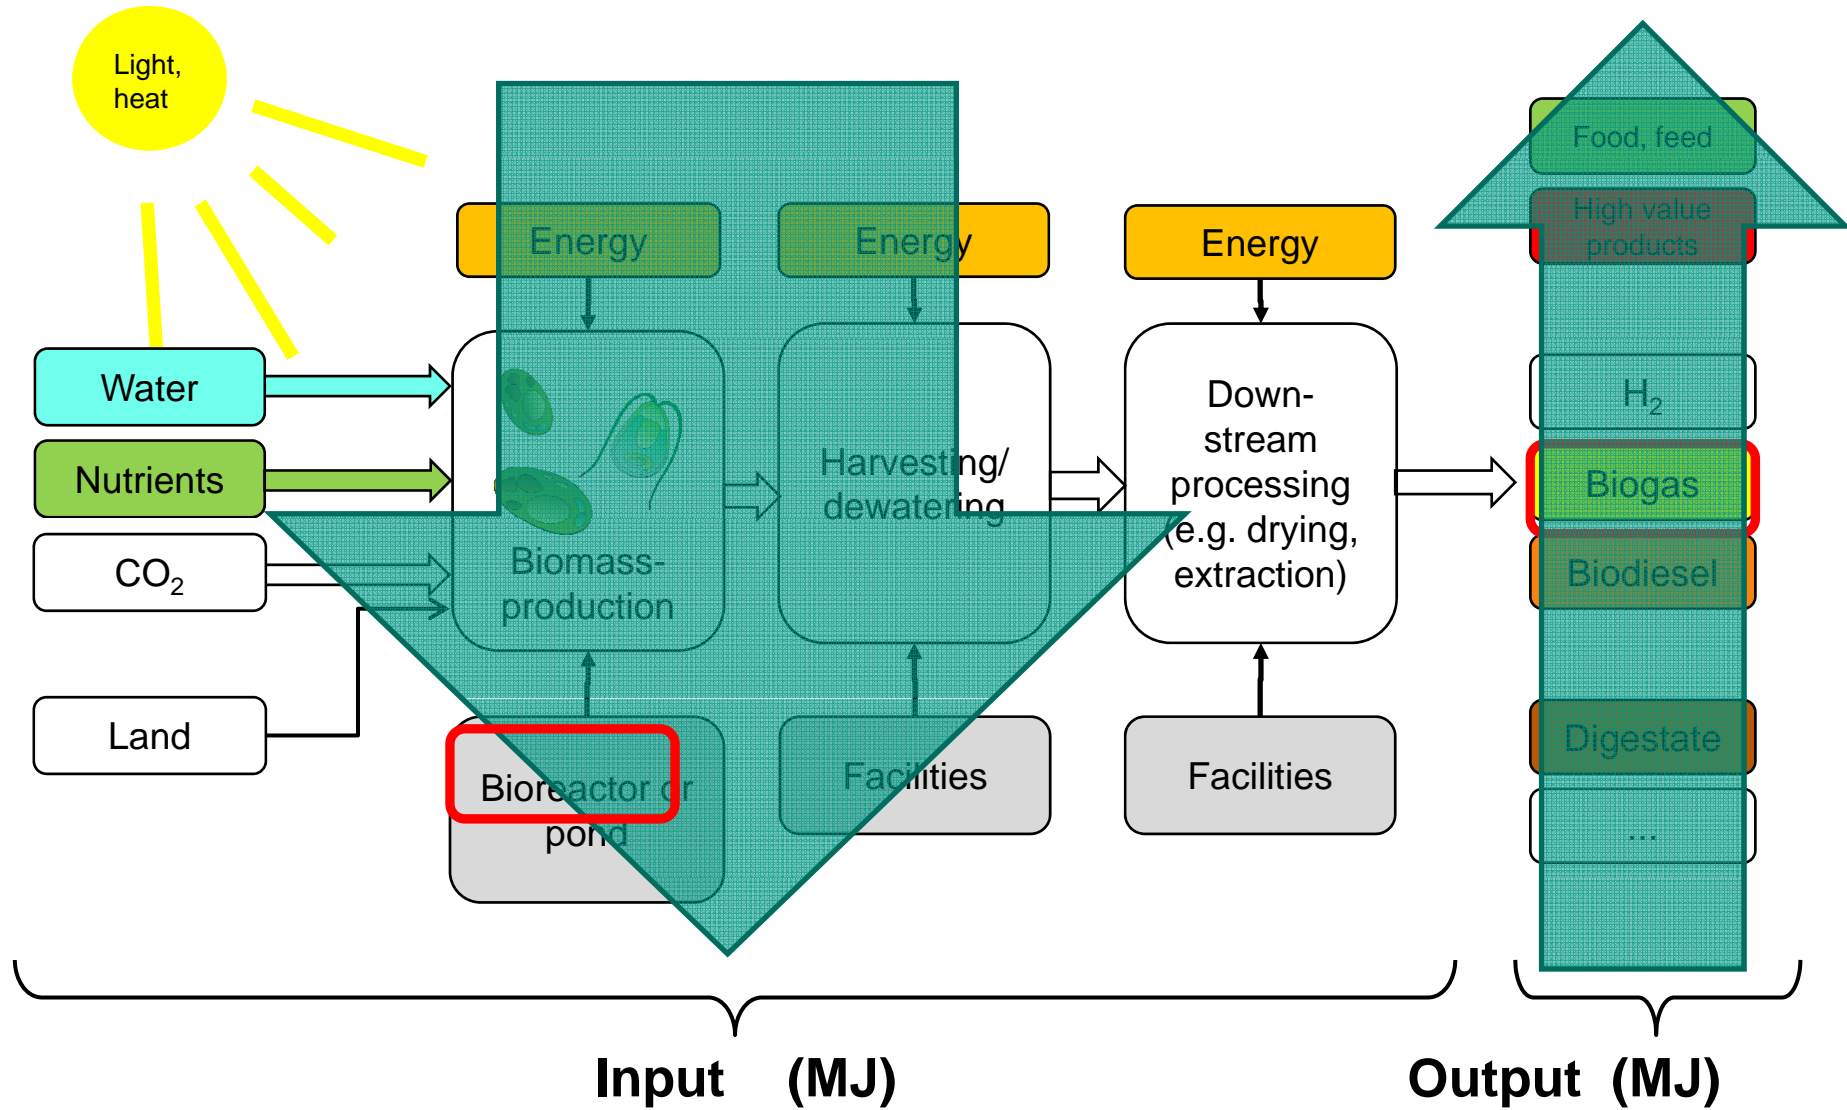 Light,
heat
Energy
Energy
Energy
Food, feed
High value
products
Water
Nutrients
CO₂
Land
Biomass-
production
Harvesting/
dewatering
Down-
stream
processing
(e.g. drying,
extraction)
H₂
Biogas
Biodiesel
Digestate
...
Bioreactor or
pond
Facilities
Facilities
Input (MJ)
Output (MJ)